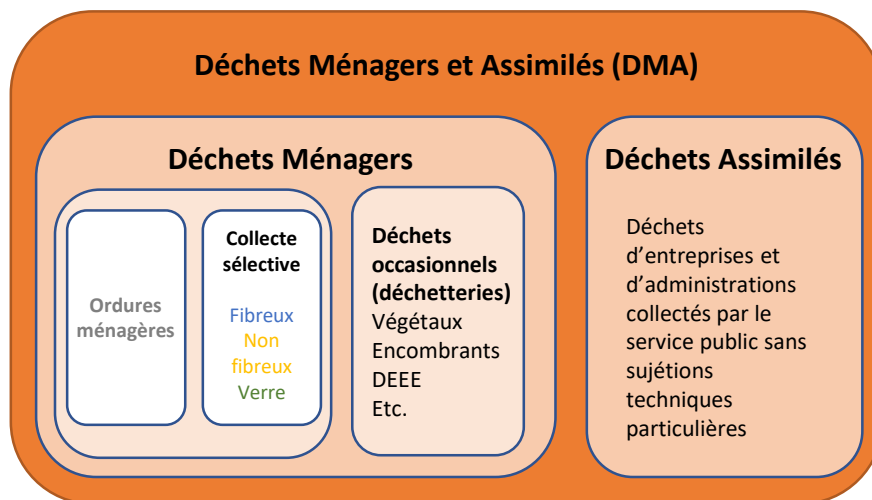 Déchets Ménagers et Assimilés (DMA)
Déchets Ménagers
Ordures
ménagères
Collecte
sélective
Fibreux
Non
fibreux
Verre
Déchets
occasionnels
(déchetteries)
Végétaux
Encombrants
DEEE
Etc.
Déchets Assimilés
Déchets
d'entreprises et
d'administrations
collectés par le
service public sans
sujétions
techniques
particulières